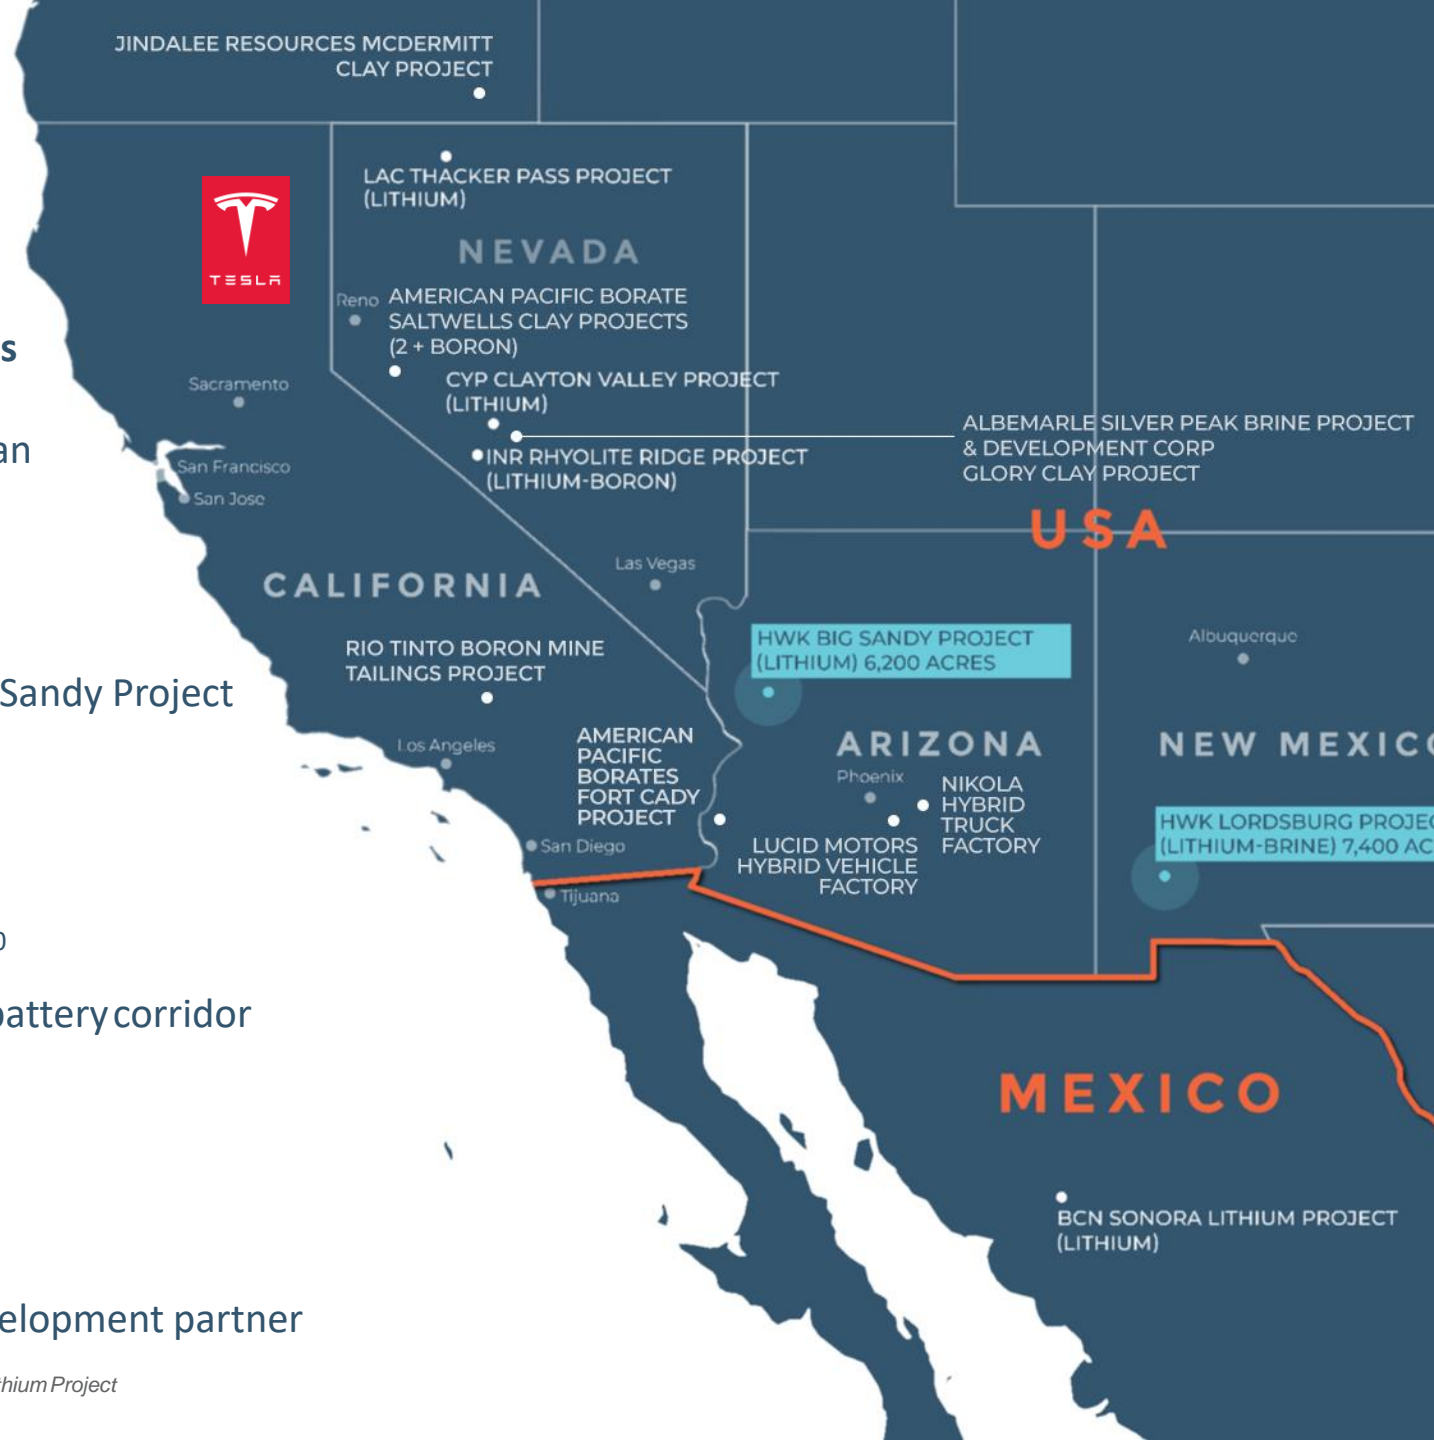 JINDALEE RESOURCES MCDERMITT
CLAY PROJECT
LAC THACKER PASS PROJECT
(LITHIUM)
TESLA
NEVADA
Reno
AMERICAN PACIFIC BORATE
SALTWELLS CLAY PROJECTS
(2 + BORON)
s
Sacramento
CYP CLAYTON VALLEY PROJECT
(LITHIUM)
ALBEMARLE SILVER PEAK BRINE PROJECT
& DEVELOPMENT CORP
GLORY CLAY PROJECT
an
San Francisco
INR RHYOLITE RIDGE PROJECT
(LITHIUM-BORON)
San Jose
USA
Las Vegas
CALIFORNIA
RIO TINTO BORON MINE
TAILINGS PROJECT
HWK BIG SANDY PROJECT
(LITHIUM) 6,200 ACRES
Albuquerque
Sandy Project
Los Angeles
AMERICAN
PACIFIC
BORATES
FORT CADY
PROJECT
ARIZONA
NEW MEXICO
Phoenix
NIKOLA
HYBRID
TRUCK
FACTORY
LUCID MOTORS
HYBRID VEHICLE
FACTORY
HWK LORDSBURG PROJEC
(LITHIUM-BRINE) 7,400 AC
San Diego
Tijuana
0
battery corridor
MEXICO
BCN SONORA LITHIUM PROJECT
(LITHIUM)
velopment partner
thium Project